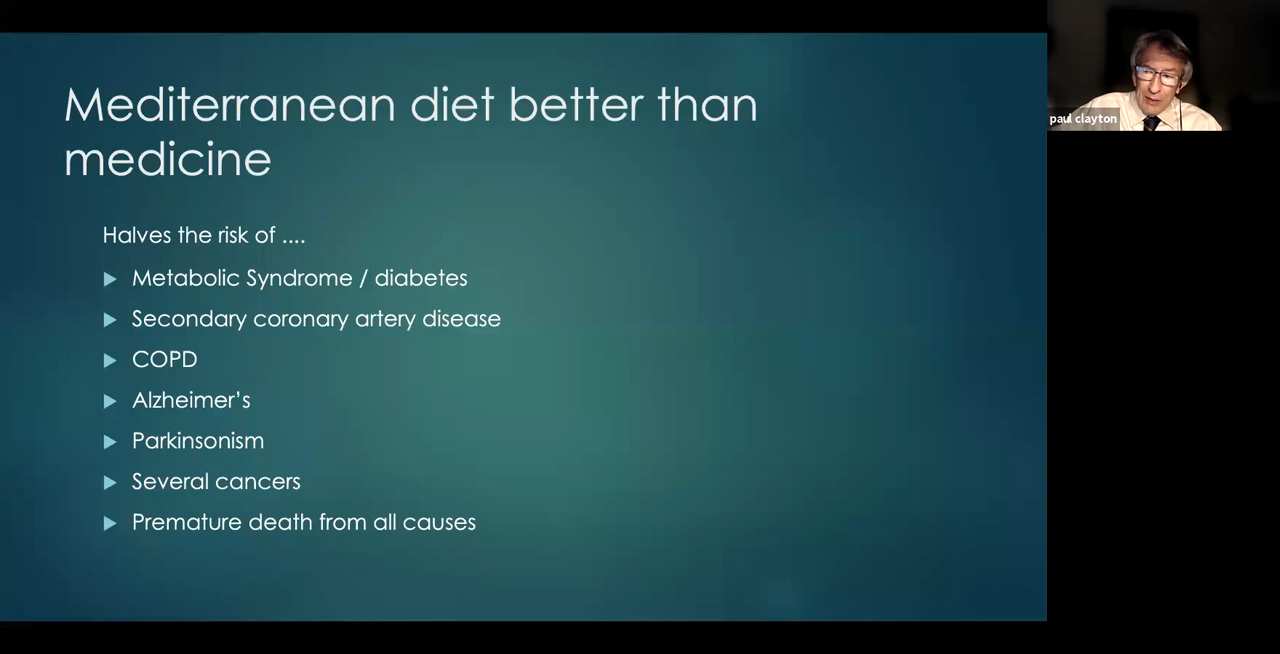 Mediterranean diet better than
medicine
Halves the risk of ....
Metabolic Syndrome / diabetes
Secondary coronary artery disease
COPD
Alzheimer's
Parkinsonism
Several cancers
Premature death from all causes
paul clayton